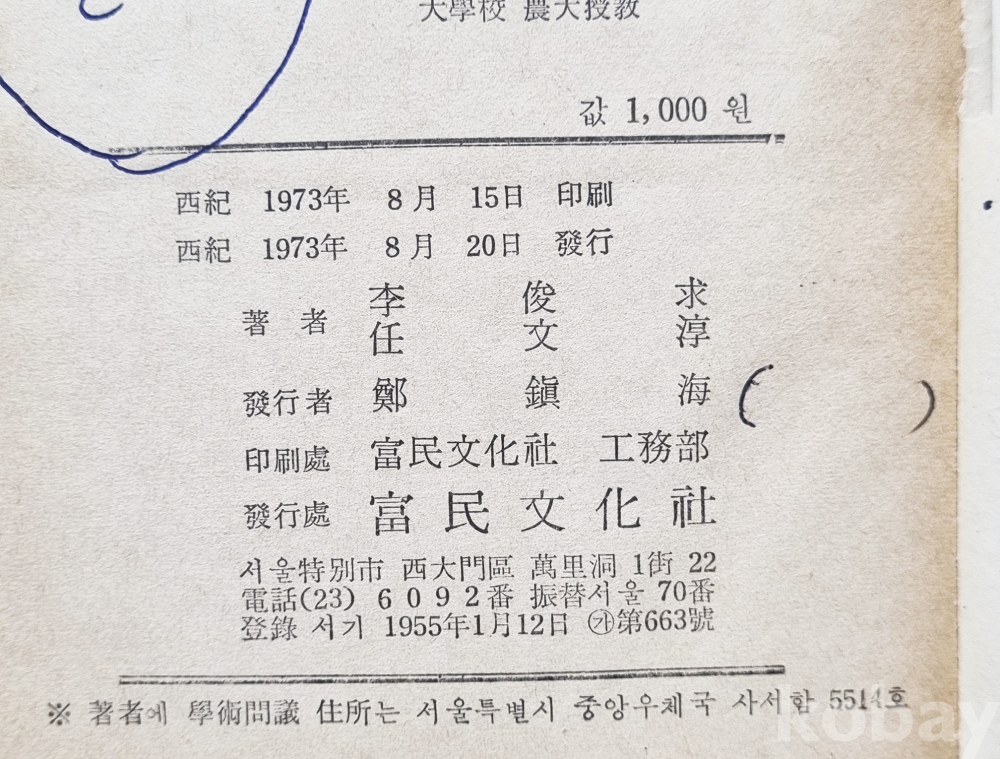 大學校 農大授敎
값 1,000 원
西紀 1973年 8月 15日 印刷
西紀 1973年 8月 20日 發行
著 者 李 俊 求
任 文 淳
發行者 鄭 鎭 海 ( )
印刷處 富民文化社 工務部
發行處 富民文化社
서울特別市 西大門區 萬里洞 1街 22
電話(23) 6092番 振替서울 70番
登錄 서기 1955年1月12日 ㉮第663號
※ 著者에 學術問議 住所는 서울특별시 중앙우체국 사서함 5514호
kobay